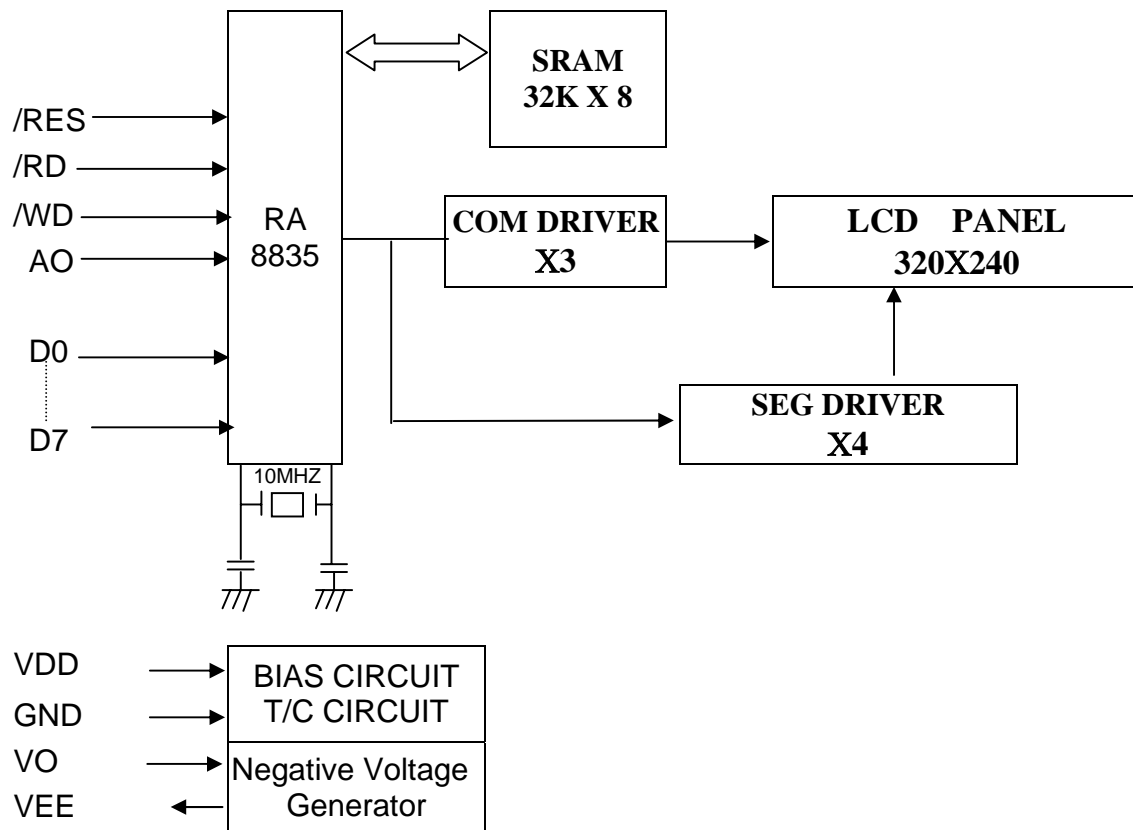 SRAM
32K X 8
/RES
/RD
/WD
AO
D0
D7
RA
8835
COM DRIVER
X3
LCD PANEL
320X240
SEG DRIVER
X4
10MHZ
VDD
GND
VO
VEE
BIAS CIRCUIT
T/C CIRCUIT
Negative Voltage
Generator